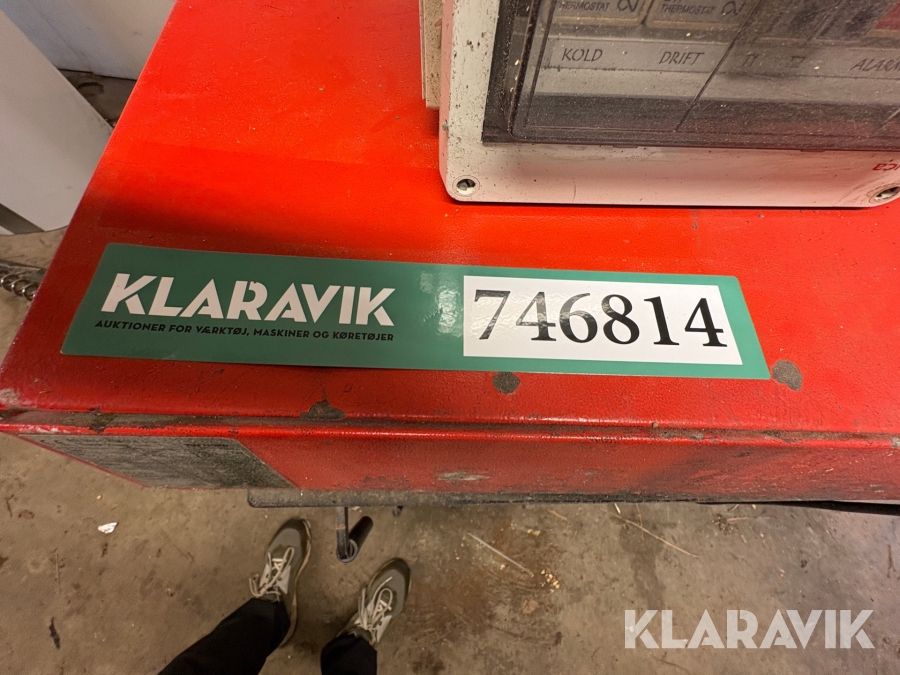 THERMOSTAT THERMOSTAT
KOLD DRIFT ALARM
KLARAVIK
AUKTIONER FOR VÆRKTØJ, MASKINER OG KØRETØJER
746814
KLARAVIK